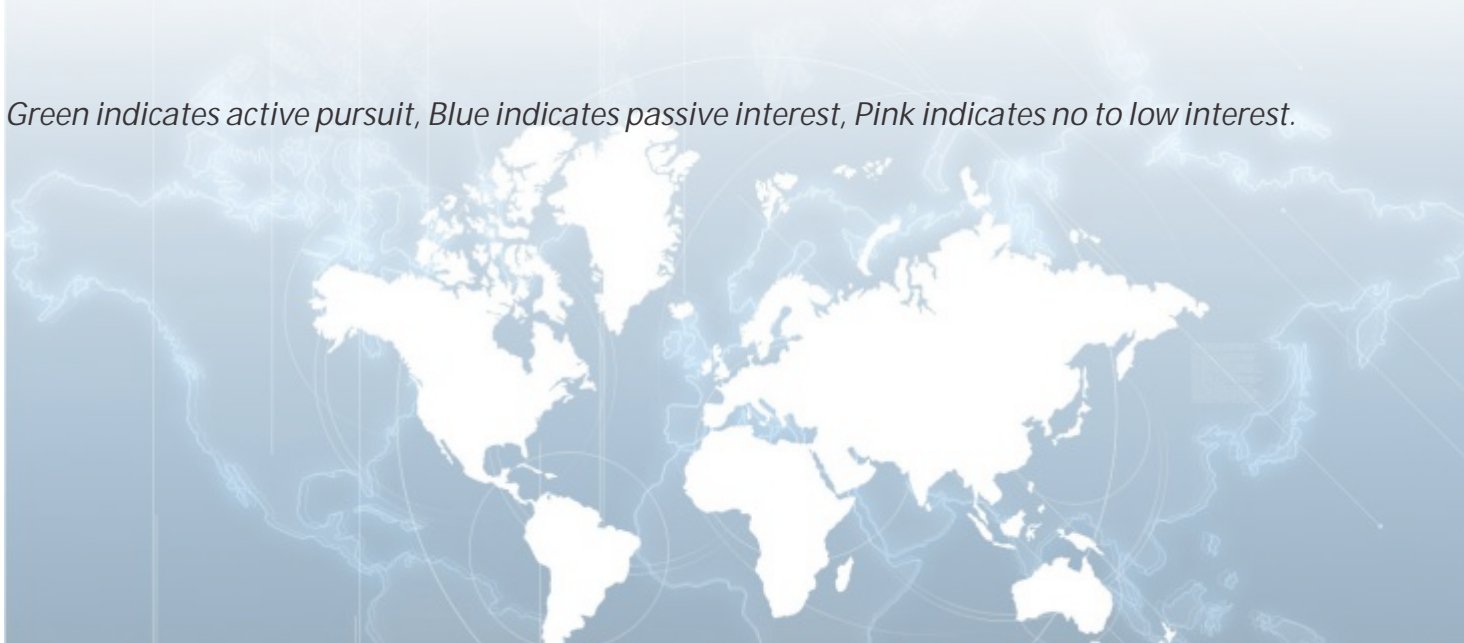 Green indicates active pursuit, Blue indicates passive interest, Pink indicates no to low interest.